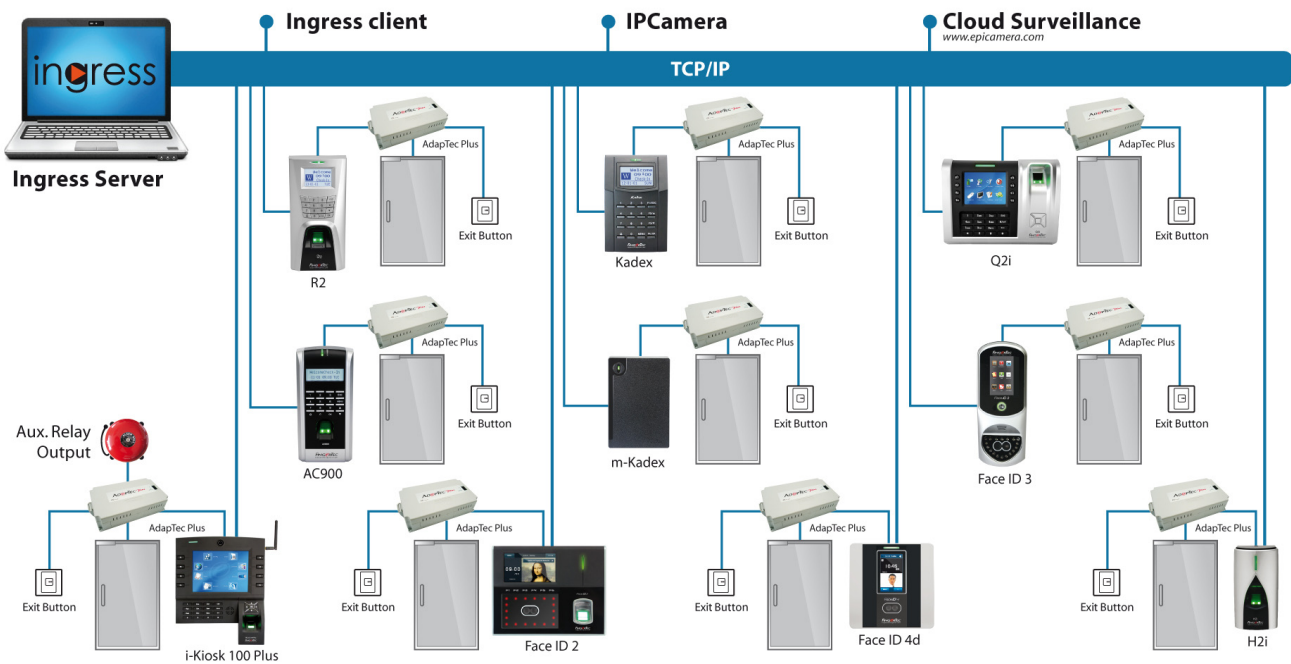 Ingress client
IPCamera
Cloud Surveillance
www.epicamera.com
ingress
TCP/IP
Ingress Server
AdapTec Plus
AdapTec Plus
AdapTec Plus
Exit Button
Exit Button
Exit Button
R2
Kadex
Q2i
AdapTec Plus
AdapTec Plus
AdapTec Plus
Exit Button
Exit Button
Exit Button
AC900
m-Kadex
Face ID 3
Aux. Relay
Output
AdapTec Plus
AdapTec Plus
AdapTec Plus
AdapTec Plus
Exit Button
Exit Button
Exit Button
Exit Button
i-Kiosk 100 Plus
Face ID 2
Face ID 4d
H2i